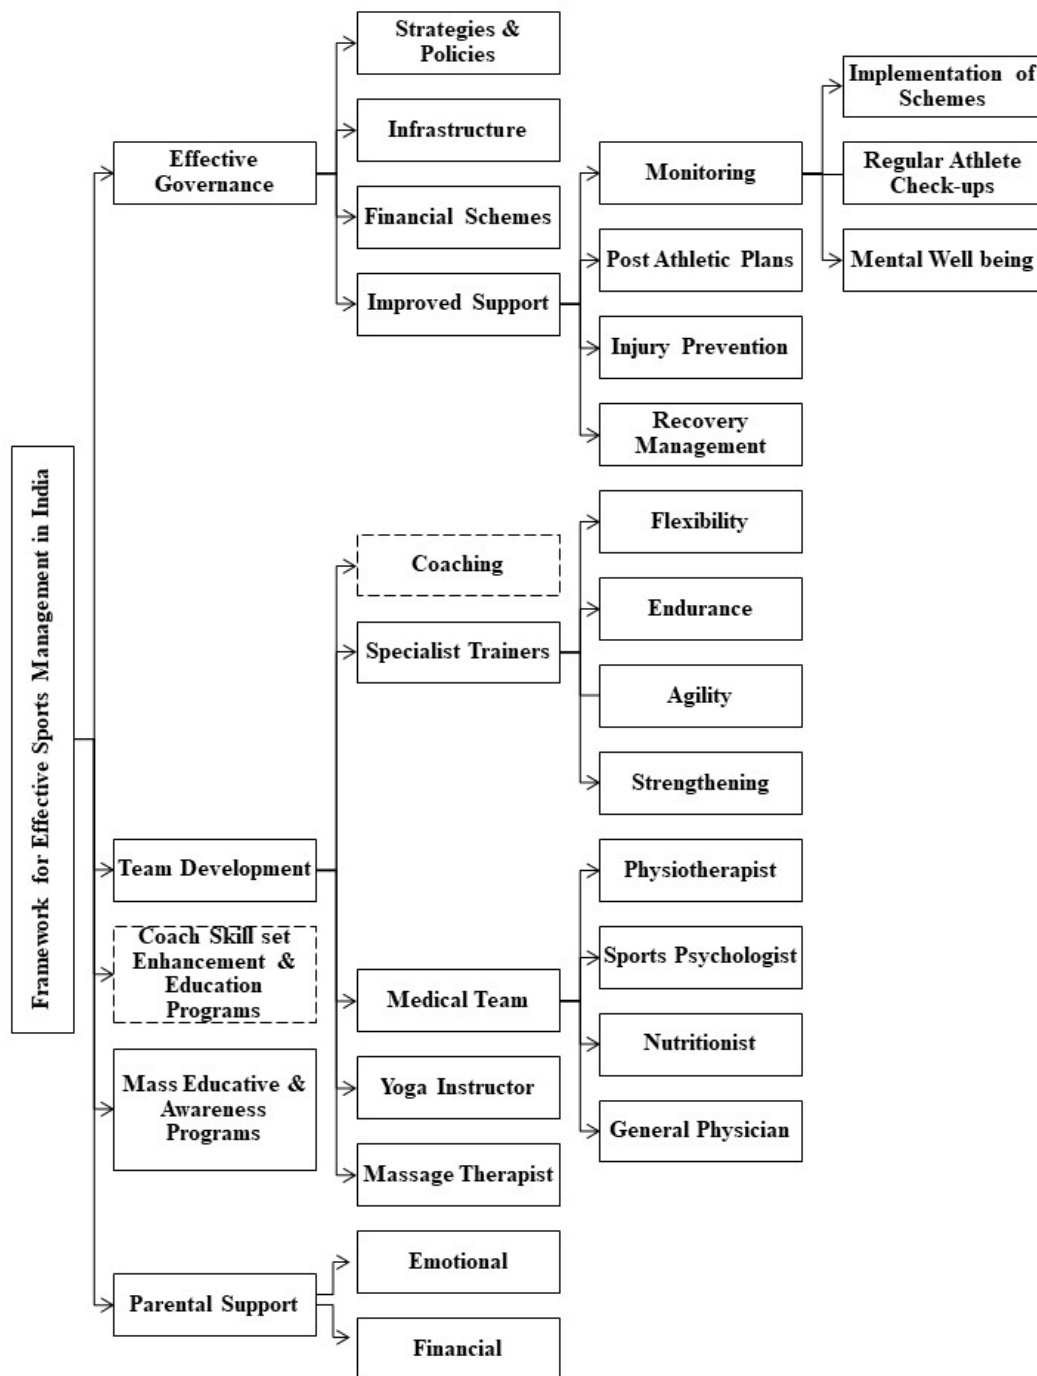 Framework for Effective Sports Management in India
Effective
Governance
Strategies &
Policies
Infrastructure
Financial Schemes
Improved Support
Monitoring
Implementation of
Schemes
Regular Athlete
Check-ups
Mental Well being
Post Athletic Plans
Injury Prevention
Recovery
Management
Team Development
Coaching
Specialist Trainers
Flexibility
Endurance
Agility
Strengthening
Medical Team
Physiotherapist
Sports Psychologist
Nutritionist
General Physician
Yoga Instructor
Massage Therapist
Coach Skill set
Enhancement &
Education
Programs
Mass Educative &
Awareness
Programs
Parental Support
Emotional
Financial